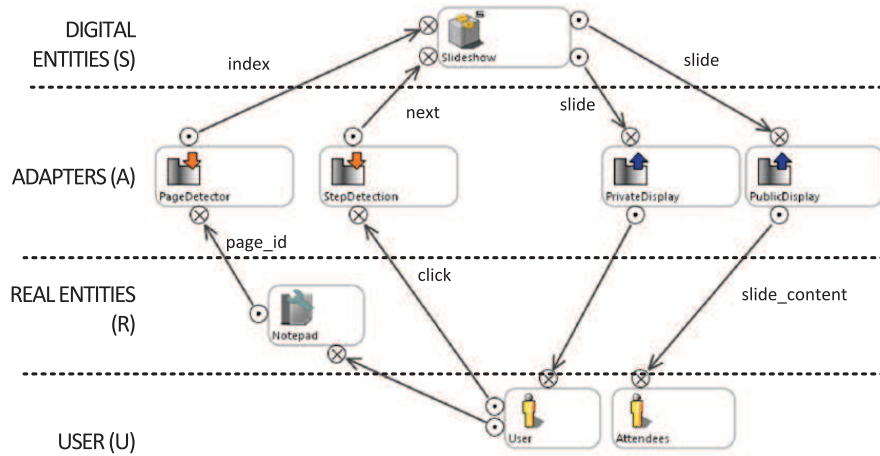 DIGITAL
ENTITIES (S)
S
Slideshow
index
slide
next
slide
ADAPTERS (A)
PageDetector
StepDetection
PrivateDisplay
PublicDisplay
page_id
click
REAL ENTITIES
(R)
slide_content
Notepad
USER (U)
User
Attendees